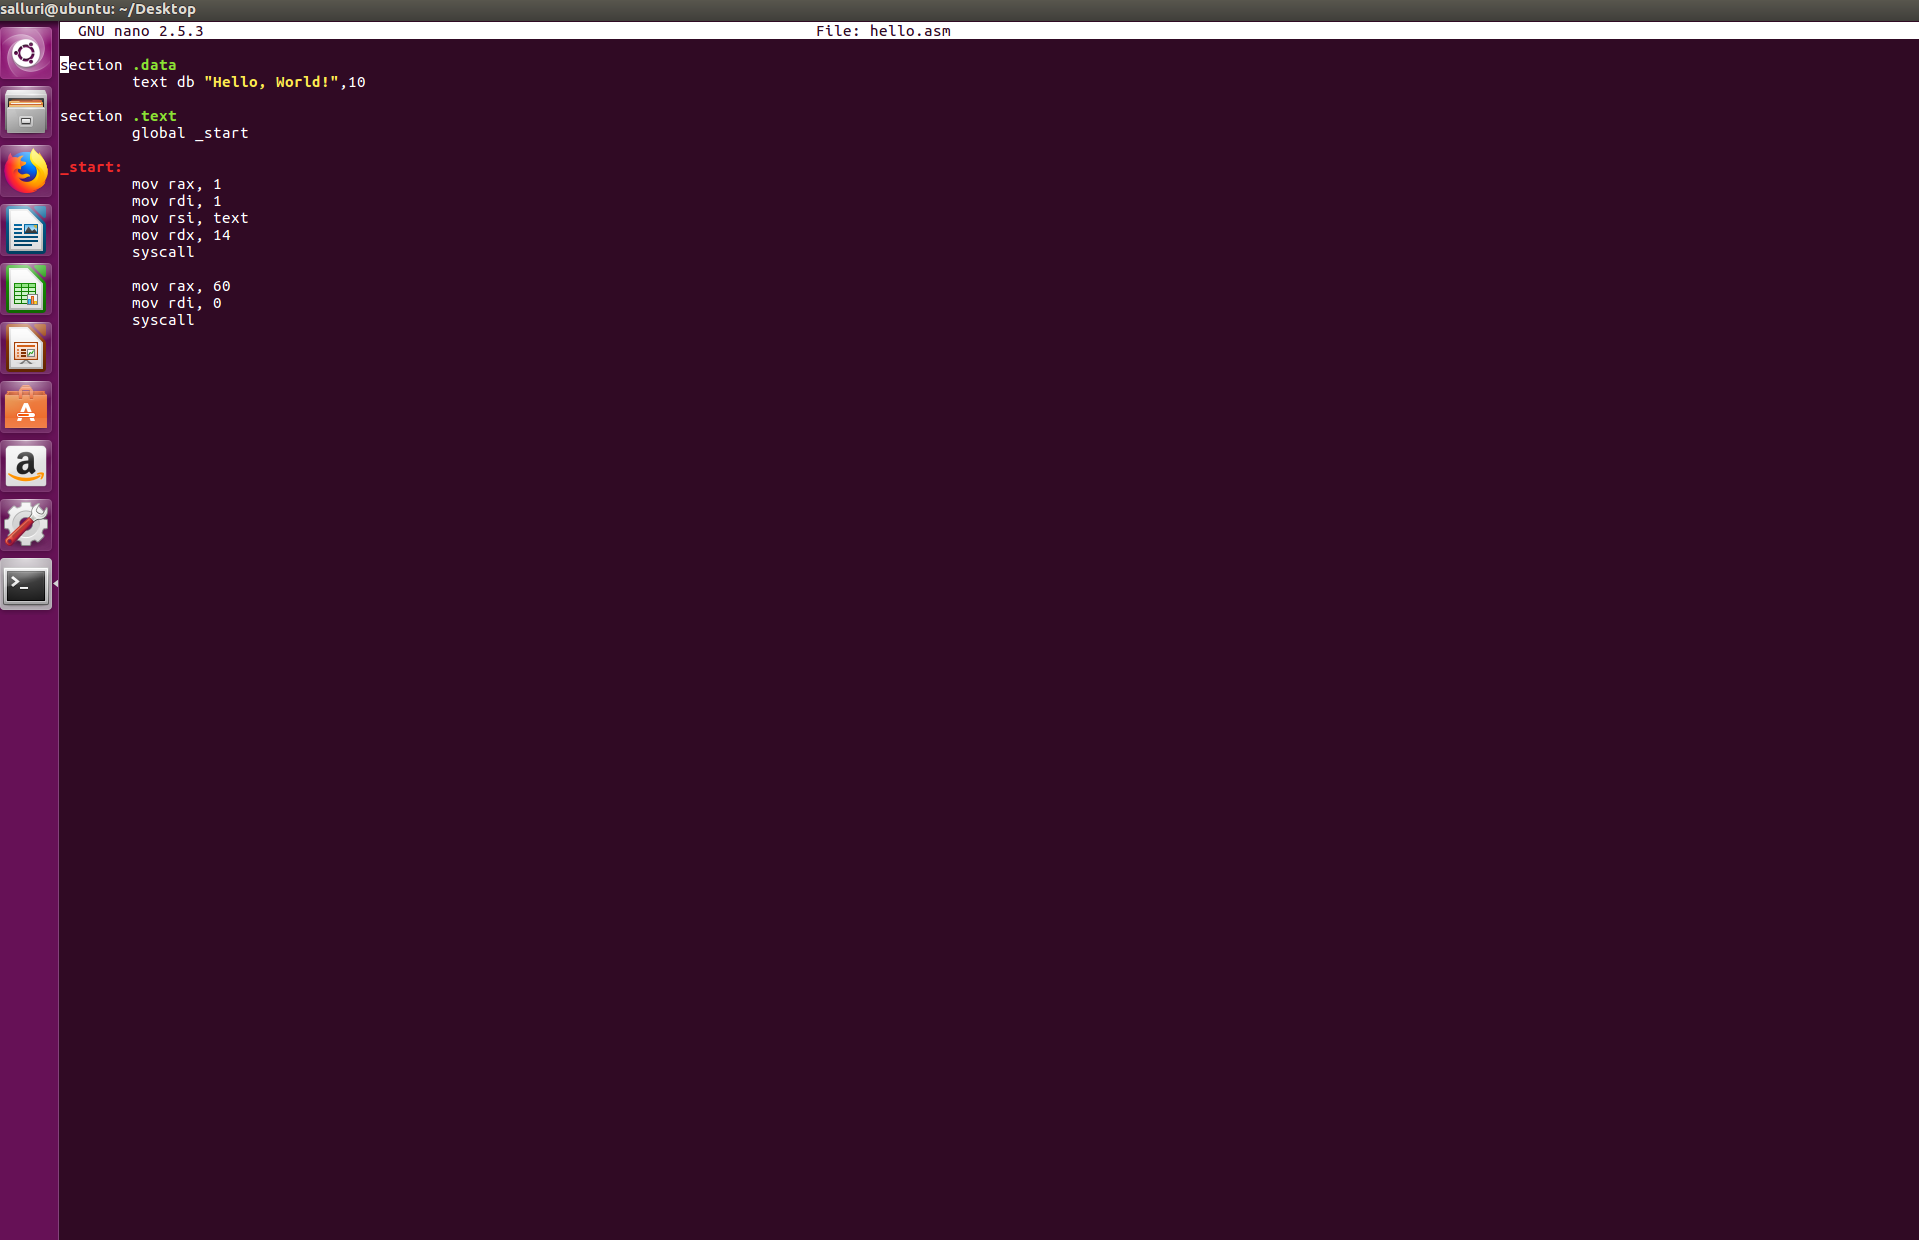 salluri@ubuntu: ~/Desktop
GNU nano 2.5.3 File: hello.asm
section .data
text db "Hello, World!",10
section .text
global _start
_start:
mov rax, 1
mov rdi, 1
mov rsi, text
mov rdx, 14
syscall
mov rax, 60
mov rdi, 0
syscall